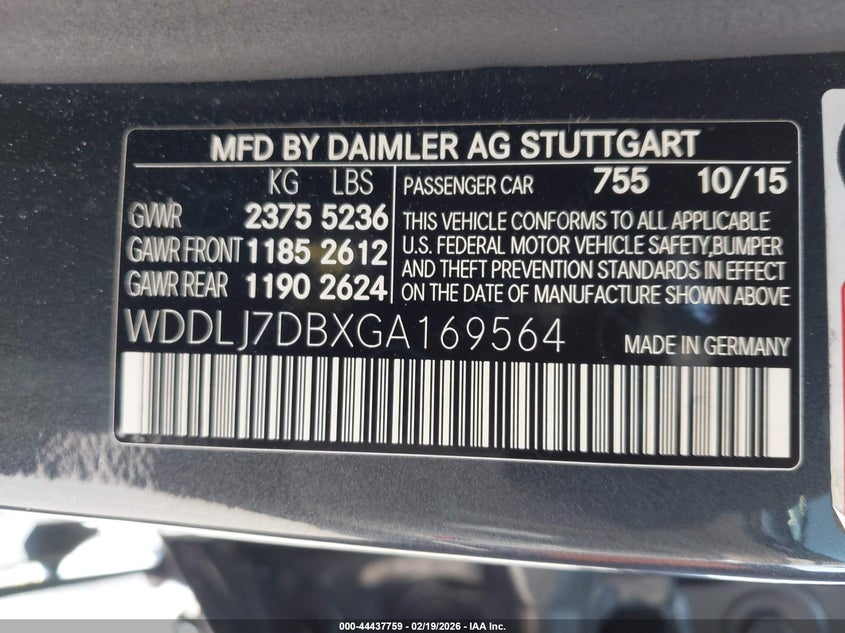 MFD BY DAIMLER AG STUTTGART
KG LBS
GVWR 2375 5236
GAWR FRONT 1185 2612
GAWR REAR 1190 2624
PASSENGER CAR 755 10/15
THIS VEHICLE CONFORMS TO ALL APPLICABLE
U.S. FEDERAL MOTOR VEHICLE SAFETY,BUMPER
AND THEFT PREVENTION STANDARDS IN EFFECT
ON THE DATE OF MANUFACTURE SHOWN ABOVE
WDDLJ7DBXGA169564 MADE IN GERMANY
000-44437759 - 02/19/2026 - IAA Inc.